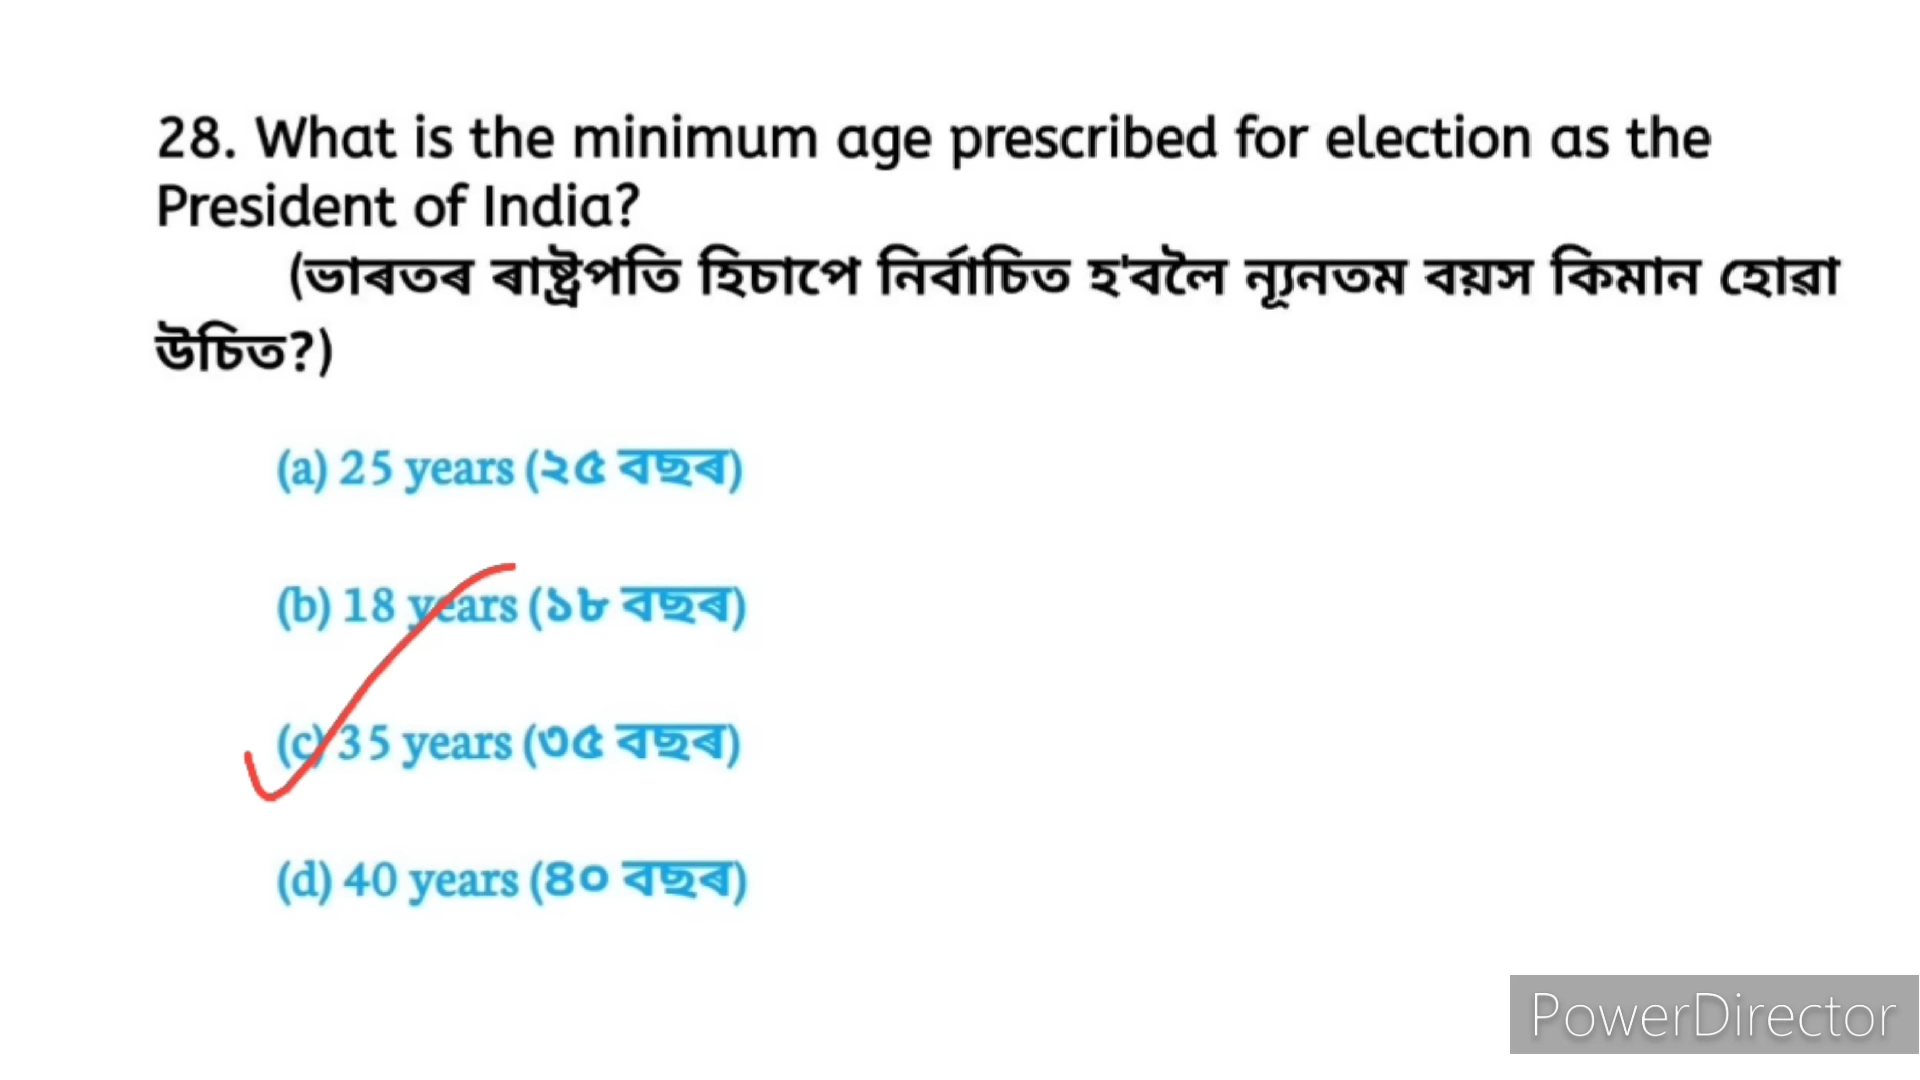 28. What is the minimum age prescribed for election as the
President of India?
(ভাৰতৰ ৰাষ্ট্ৰপতি হিচাপে নিৰ্বাচিত হ'বলৈ ন্যূনতম বয়স কিমান হোৱা
উচিত?)
(a) 25 years (২৫ বছৰ)
(b) 18 years (১৮ বছৰ)
(c) 35 years (৩৫ বছৰ)
(d) 40 years (৪০ বছৰ)
PowerDirector